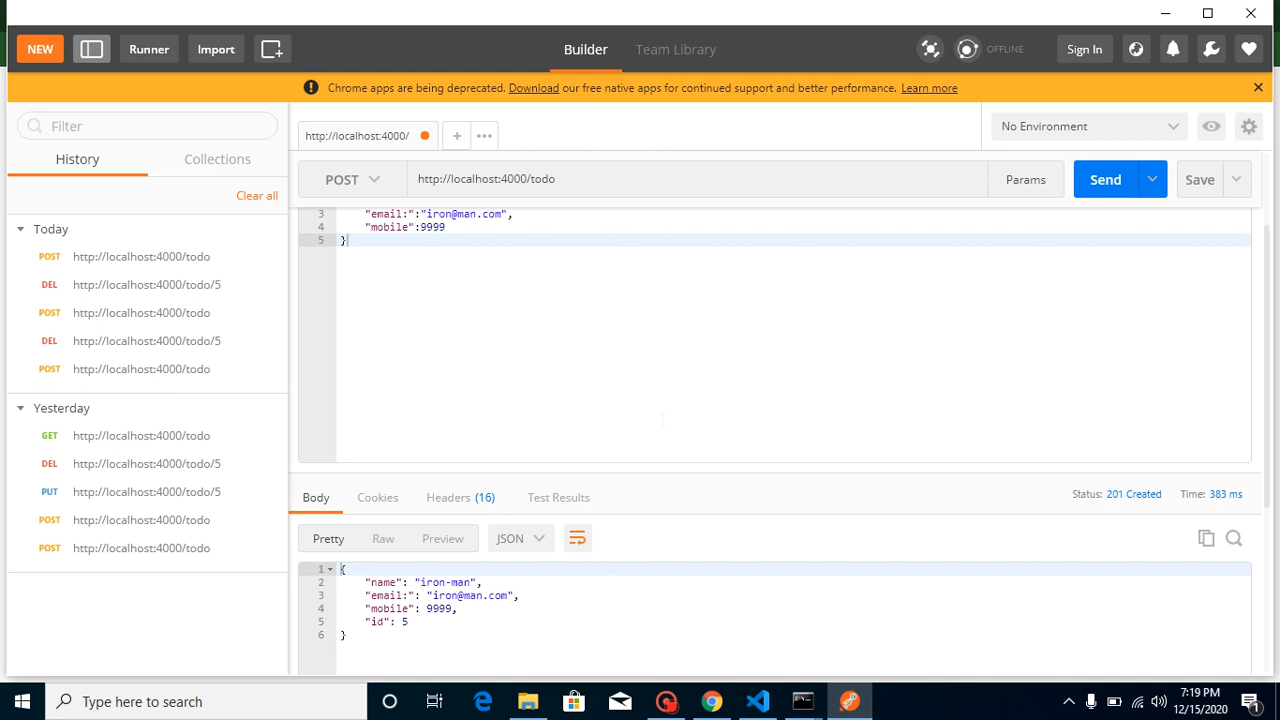 NEW
Runner
Import
Builder
Team Library
OFFLINE
Sign In
Chrome apps are being deprecated. Download our free native apps for continued support and better performance. Learn more
Filter
History
Collections
Clear all
Today
POST http://localhost:4000/todo
DEL http://localhost:4000/todo/5
POST http://localhost:4000/todo
DEL http://localhost:4000/todo/5
POST http://localhost:4000/todo
Yesterday
GET http://localhost:4000/todo
DEL http://localhost:4000/todo/5
PUT http://localhost:4000/todo/5
POST http://localhost:4000/todo
POST http://localhost:4000/todo
http://localhost:4000/
No Environment
POST
http://localhost:4000/todo
Params
Send
Save
3 "email:":"iron@man.com",
4 "mobile":9999
5 }
Body
Cookies
Headers (16)
Test Results
Status: 201 Created
Time: 383 ms
Pretty
Raw
Preview
JSON
1 {
2 "name": "iron-man",
3 "email:": "iron@man.com",
4 "mobile": 9999,
5 "id": 5
6 }
Type here to search
7:19 PM
12/15/2020
1